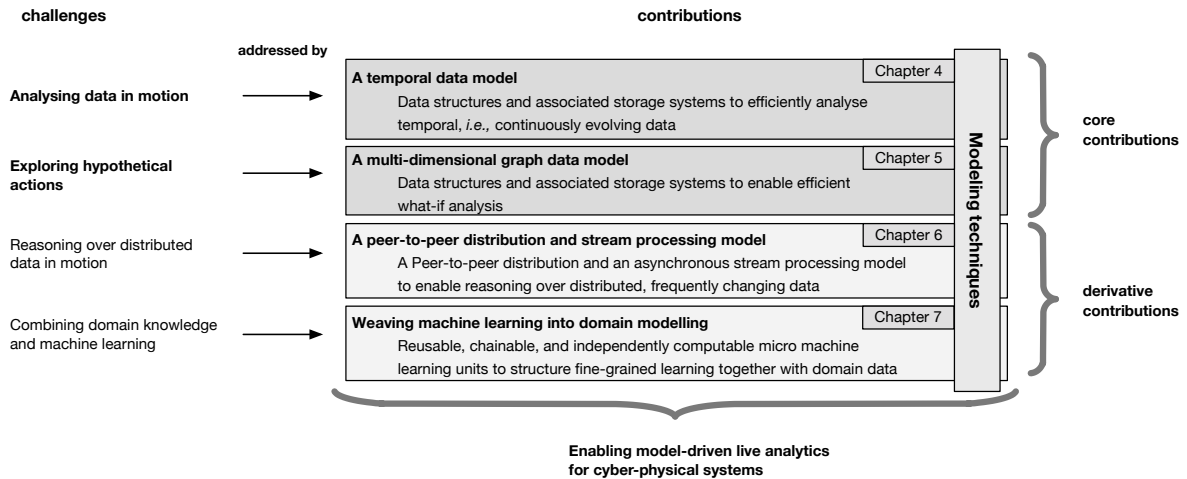 challenges
contributions
addressed by
Analysing data in motion
A temporal data model
Chapter 4
Data structures and associated storage systems to efficiently analyse
temporal, i.e., continuously evolving data
Exploring hypothetical
actions
A multi-dimensional graph data model
Chapter 5
Data structures and associated storage systems to enable efficient
what-if analysis
core
contributions
Reasoning over distributed
data in motion
A peer-to-peer distribution and stream processing model
Chapter 6
A Peer-to-peer distribution and an asynchronous stream processing model
to enable reasoning over distributed, frequently changing data
Combining domain knowledge
and machine learning
Weaving machine learning into domain modelling
Chapter 7
Reusable, chainable, and independently computable micro machine
learning units to structure fine-grained learning together with domain data
derivative
contributions
Modeling techniques
Enabling model-driven live analytics
for cyber-physical systems